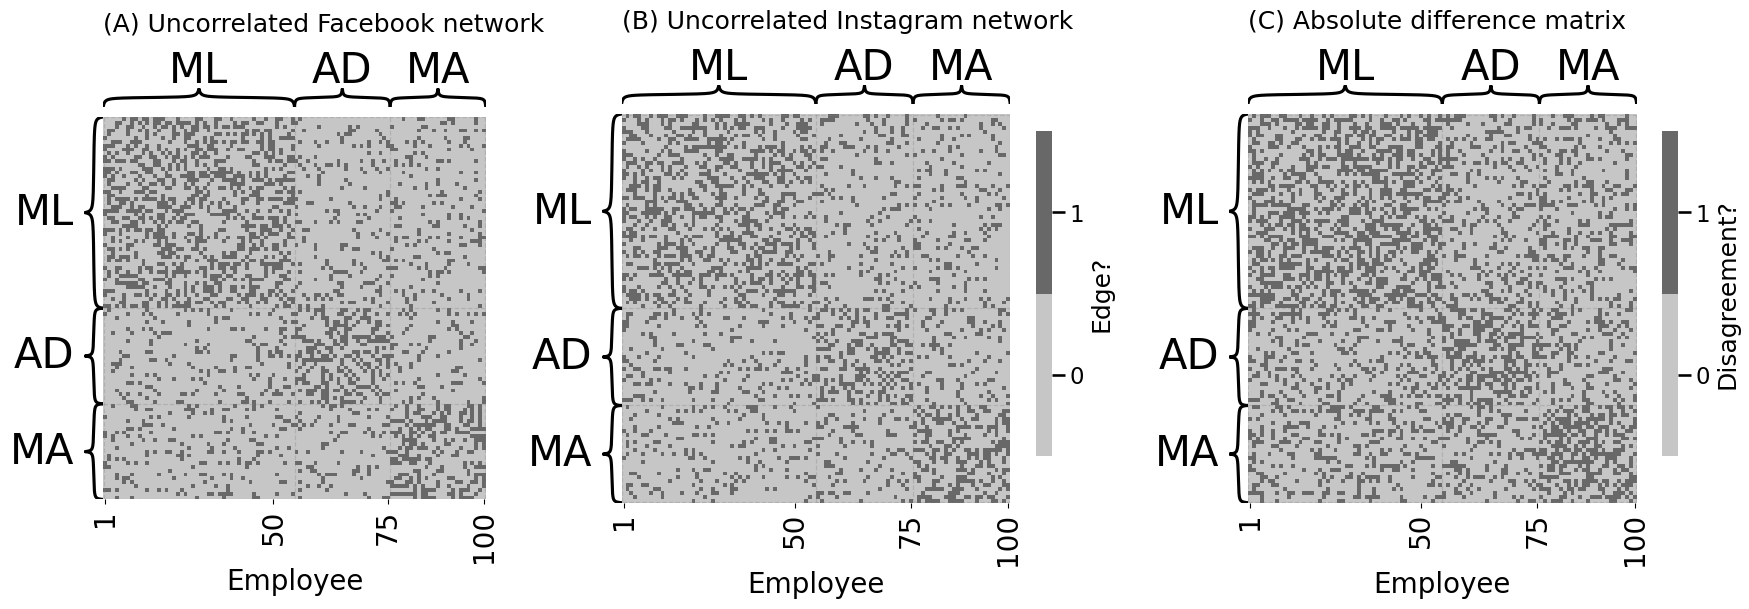 (A) Uncorrelated Facebook network
ML AD MA
ML
AD
MA
1 50 75 100
Employee
(B) Uncorrelated Instagram network
ML AD MA
ML
AD
MA
1 50 75 100
Employee
1
0
Edge?
(C) Absolute difference matrix
ML AD MA
ML
AD
MA
1 50 75 100
Employee
1
0
Disagreement?